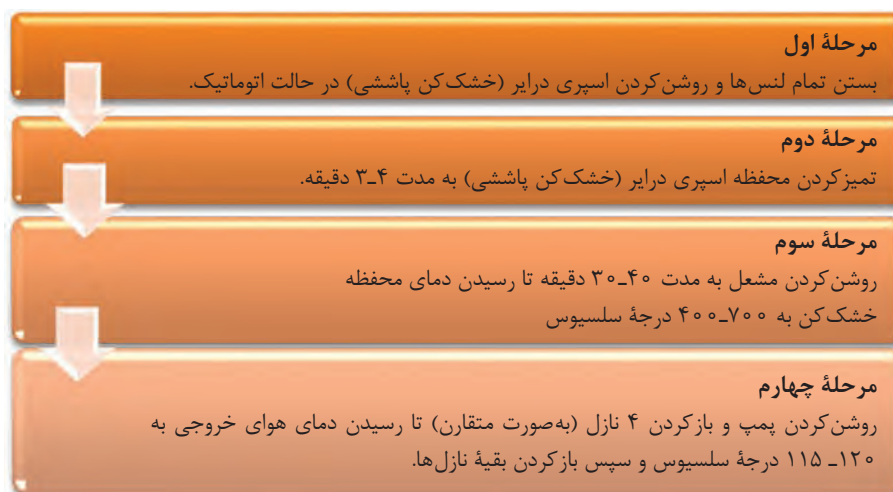 مرحلهٔ اول
بستن تمام لنس‌ها و روشن‌کردن اسپری درایر (خشک‌کن پاششی) در حالت اتوماتیک.
مرحلهٔ دوم
تمیزکردن محفظه اسپری درایر (خشک‌کن پاششی) به مدت ۴ـ۳ دقیقه.
مرحلهٔ سوم
روشن‌کردن مشعل به مدت ۴۰ـ۳۰ دقیقه تا رسیدن دمای محفظه
خشک‌کن به ۷۰۰ـ۴۰۰ درجهٔ سلسیوس
مرحلهٔ چهارم
روشن‌کردن پمپ و بازکردن ۴ نازل (به‌صورت متقارن) تا رسیدن دمای هوای خروجی به
۱۲۰ـ ۱۱۵ درجهٔ سلسیوس و سپس بازکردن بقیهٔ نازل‌ها.